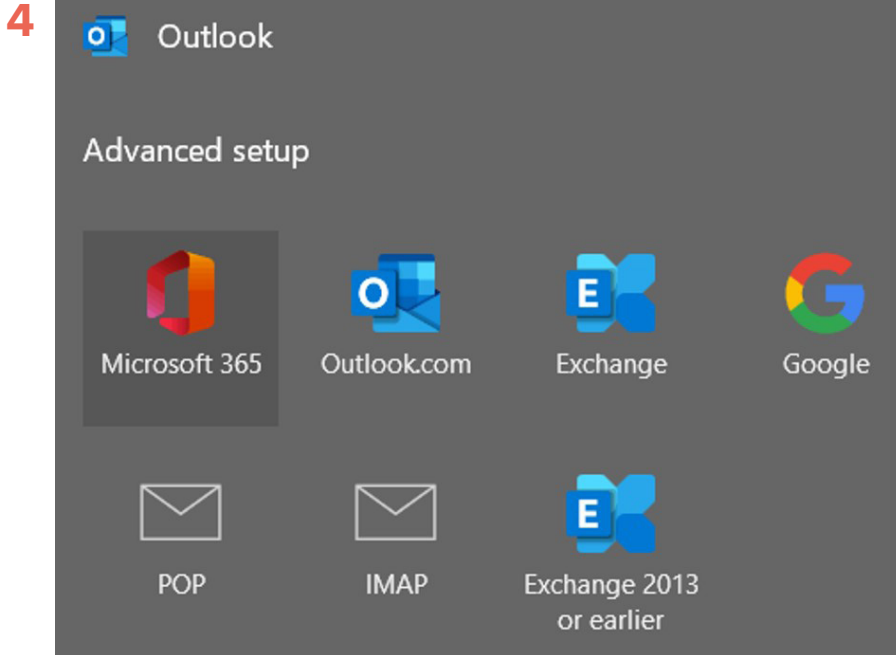 4
Outlook
Advanced setup
Microsoft 365
Outlook.com
Exchange
Google
POP
IMAP
Exchange 2013
or earlier